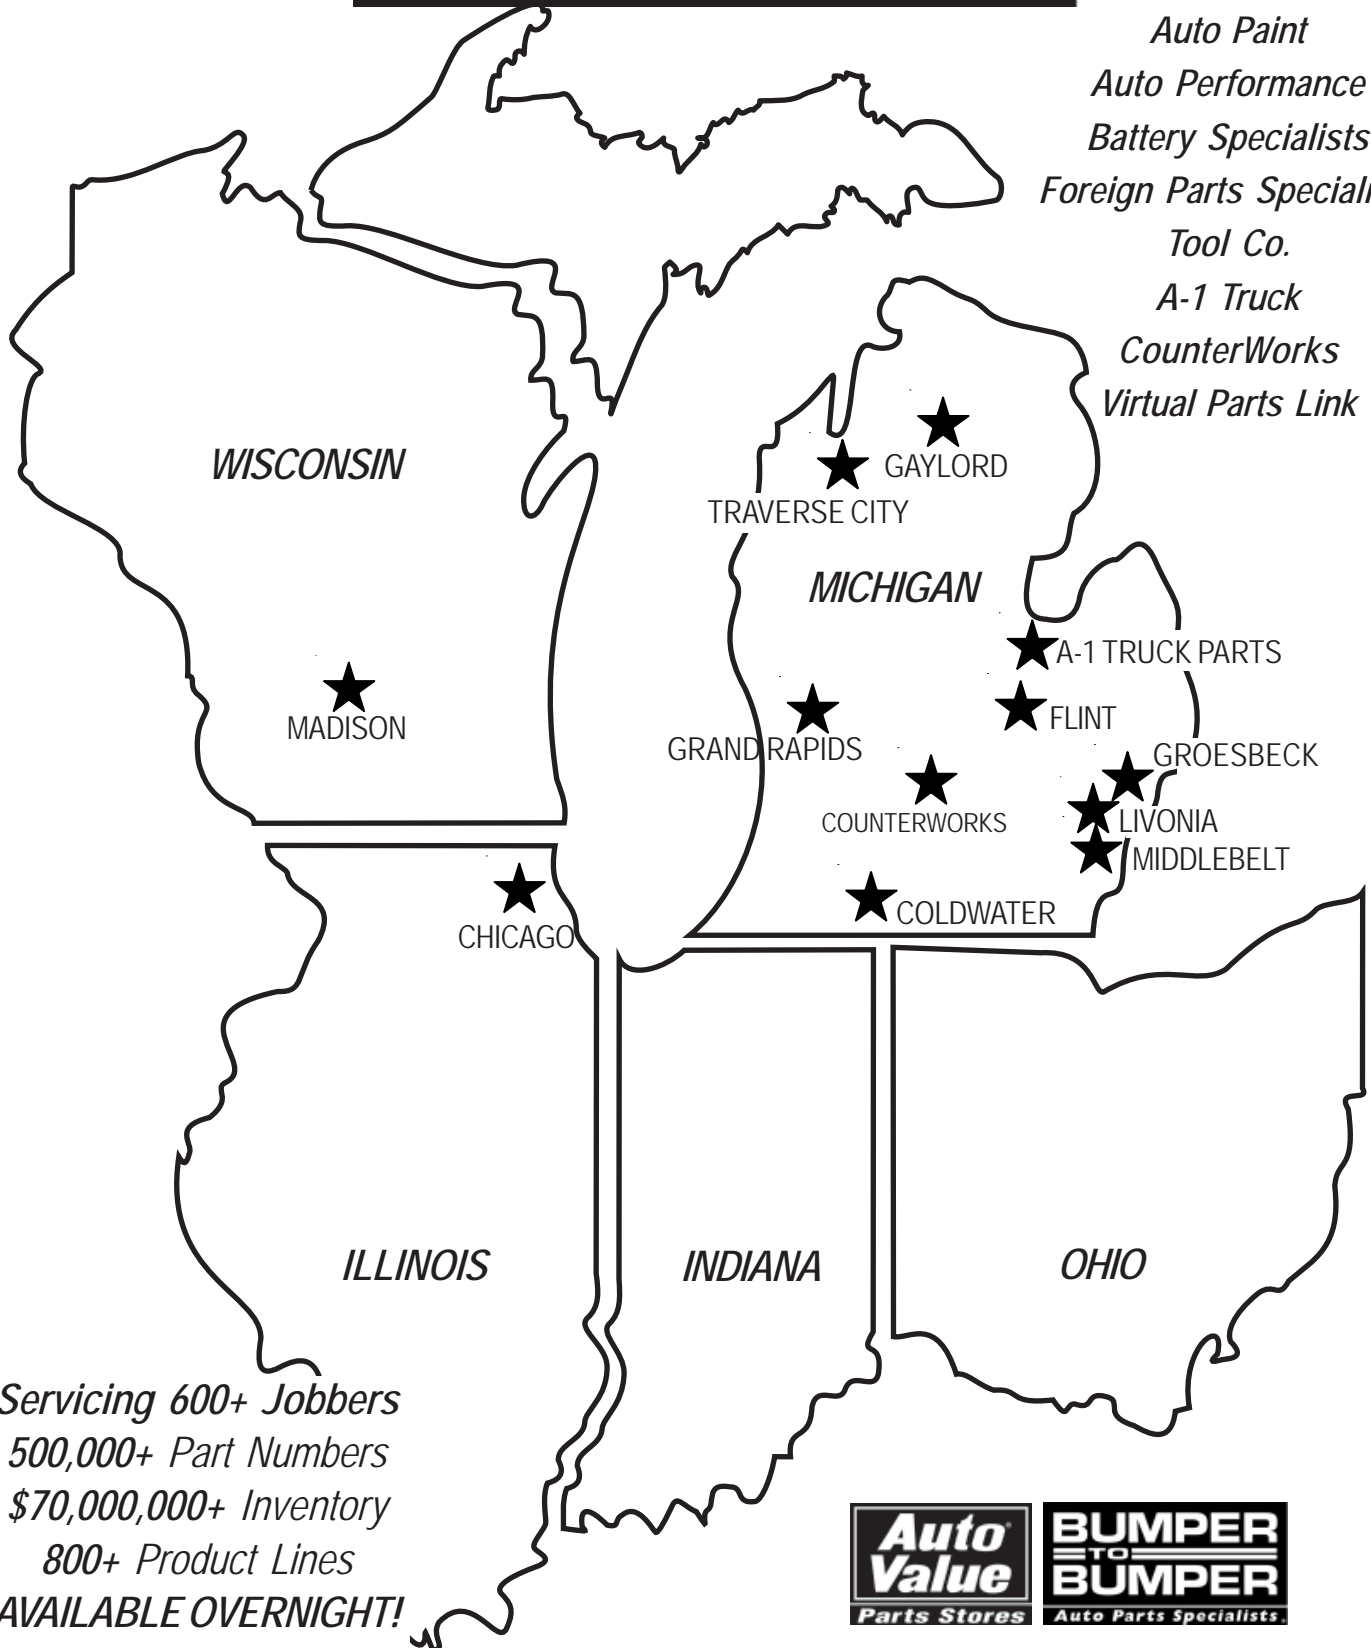 Auto Paint
Auto Performance
Battery Specialists
Foreign Parts
Tool Co.
A-1 Truck
CounterWorks
Virtual Parts Link
WISCONSIN
GAYLORD
TRAVERSE CITY
MICHIGAN
A-1 TRUCK PARTS
MADISON
FLINT
GRAND RAPIDS
GROESBECK
COUNTERWORKS
LIVONIA
MIDDLEBELT
CHICAGO
COLDWATER
ILLINOIS
INDIANA
OHIO
Servicing 600+ Jobbers
500,000+ Part Numbers
$70,000,000+ Inventory
800+ Product Lines
AVAILABLE OVERNIGHT!
Auto
Value
Parts Stores
BUMPER
TO
BUMPER
Auto Parts Specialists.